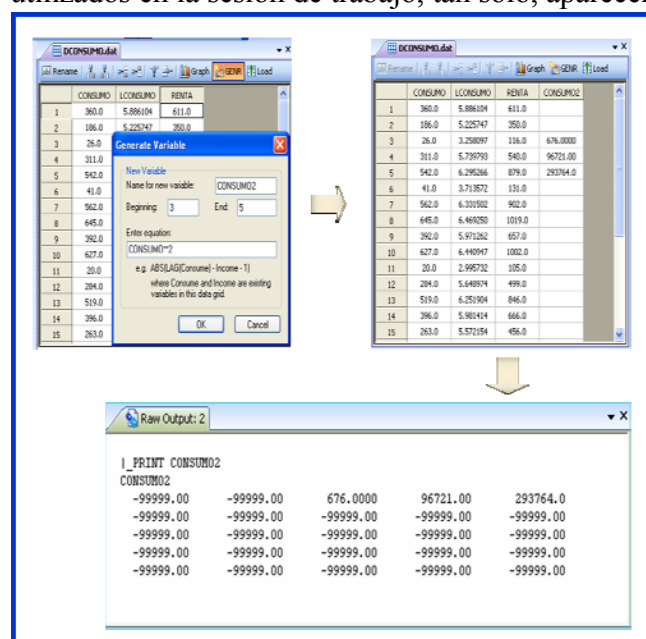 utilizados en la sesión de trabajo, tan sólo,
DCONSUMO.dat
Rename Graph GENR Load
CONSUMO LCONSUMO RENTA
1 360.0 5.886104 611.0
2 186.0 5.225747 350.0
3 26.0
4 311.0
5 542.0
6 41.0
7 562.0
8 645.0
9 392.0
10 627.0
11 20.0
12 284.0
13 519.0
14 396.0
15 263.0
Generate Variable
New Variable
Name for new variable: CONSUMO2
Beginning: 3 End: 5
Enter equation:
CONSUMO**2
e.g. ABS(LAG(Consume) - Income - 1)
where Consume and Income are existing
variables in this data grid.
OK Cancel
DCONSUMO.dat
Rename Graph GENR Load
CONSUMO LCONSUMO RENTA CONSUMO2
1 360.0 5.886104 611.0
2 186.0 5.225747 350.0
3 26.0 3.258097 116.0 676.0000
4 311.0 5.739793 540.0 96721.00
5 542.0 6.295266 879.0 293764.0
6 41.0 3.713572 131.0
7 562.0 6.331502 902.0
8 645.0 6.469250 1019.0
9 392.0 5.971262 657.0
10 627.0 6.440947 1002.0
11 20.0 2.995732 105.0
12 284.0 5.648974 499.0
13 519.0 6.251904 846.0
14 396.0 5.981414 666.0
15 263.0 5.572154 456.0
Raw Output: 2
|_PRINT CONSUMO2
CONSUMO2
-99999.00 -99999.00 676.0000 96721.00 293764.0
-99999.00 -99999.00 -99999.00 -99999.00 -99999.00
-99999.00 -99999.00 -99999.00 -99999.00 -99999.00
-99999.00 -99999.00 -99999.00 -99999.00 -99999.00
-99999.00 -99999.00 -99999.00 -99999.00 -99999.00